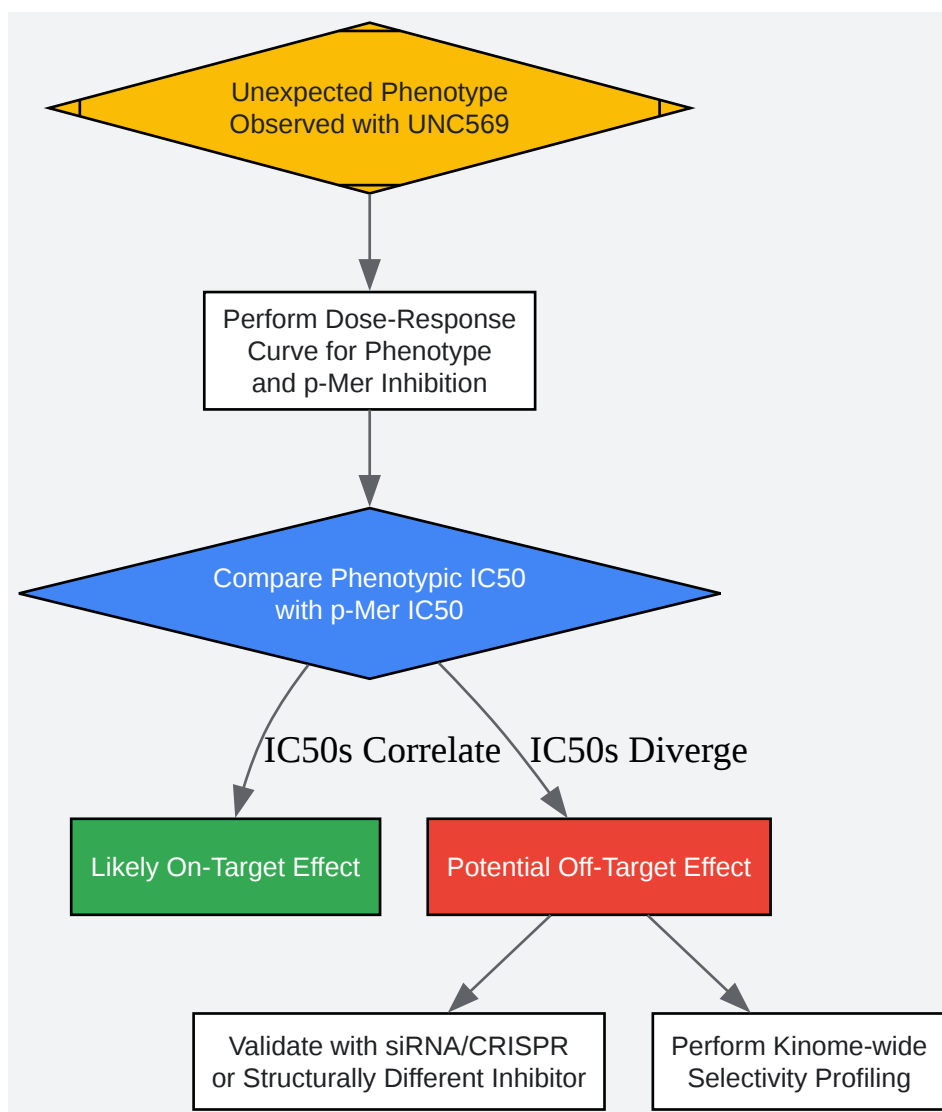 Unexpected Phenotype
Observed with UNC569
Perform Dose-Response
Curve for Phenotype
and p-Mer Inhibition
Compare Phenotypic IC50
with p-Mer IC50
IC50s Correlate
IC50s Diverge
Likely On-Target Effect
Potential Off-Target Effect
Validate with siRNA/CRISPR
or Structurally Different Inhibitor
Perform Kinome-wide
Selectivity Profiling